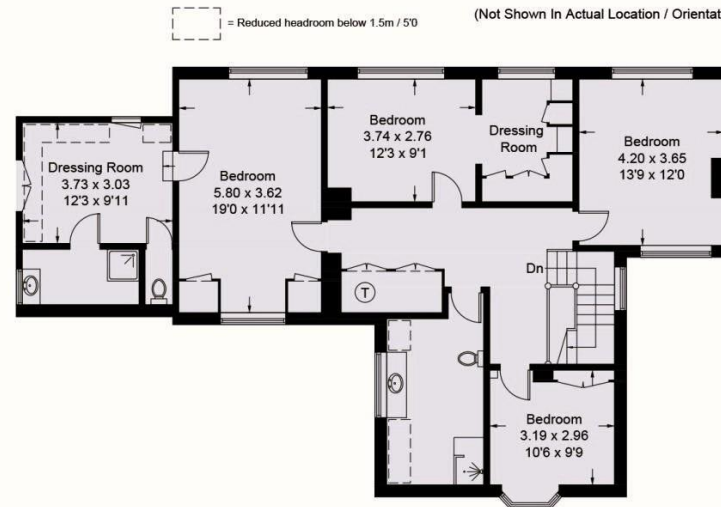 = Reduced headroom below 1.5m / 5'0
(Not Shown In Actual Location / Orientat
Dressing Room
3.73 x 3.03
12'3 x 9'11
Bedroom
5.80 x 3.62
19'0 x 11'11
Bedroom
3.74 x 2.76
12'3 x 9'1
Dressing
Room
Bedroom
4.20 x 3.65
13'9 x 12'0
Dn
T
Bedroom
3.19 x 2.96
10'6 x 9'9